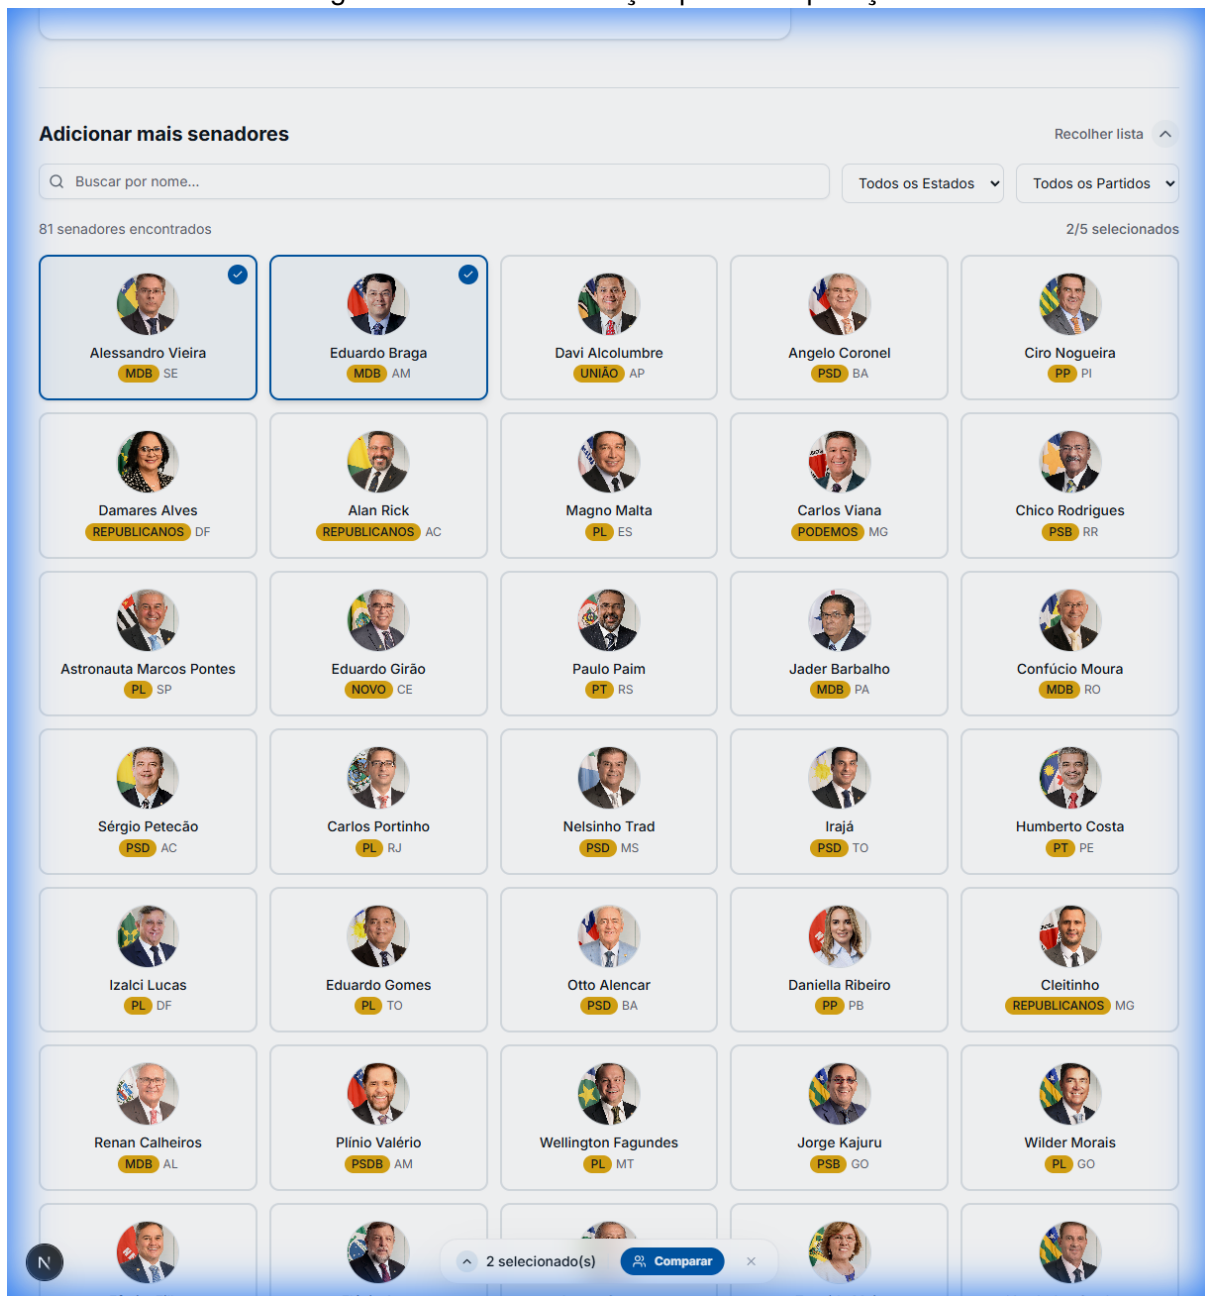 Adicionar mais senadores
Recolher lista
Buscar por nome...
Todos os Estados
Todos os Partidos
81 senadores encontrados
2/5 selecionados
Alessandro Vieira
MDB SE
Eduardo Braga
MDB AM
Davi Alcolumbre
UNIÃO AP
Angelo Coronel
PSD BA
Ciro Nogueira
PP PI
Damares Alves
REPUBLICANOS DF
Alan Rick
REPUBLICANOS AC
Magno Malta
PL ES
Carlos Viana
PODEMOS MG
Chico Rodrigues
PSB RR
Astronauta Marcos Pontes
PL SP
Eduardo Girão
NOVO CE
Paulo Paim
PT RS
Jader Barbalho
MDB PA
Confúcio Moura
MDB RO
Sérgio Petecão
PSD AC
Carlos Portinho
PL RJ
Nelsinho Trad
PSD MS
Irajá
PSD TO
Humberto Costa
PT PE
Izalci Lucas
PL DF
Eduardo Gomes
PL TO
Otto Alencar
PSD BA
Daniella Ribeiro
PP PB
Cleitinho
REPUBLICANOS MG
Renan Calheiros
MDB AL
Plínio Valério
PSDB AM
Wellington Fagundes
PL MT
Jorge Kajuru
PSB GO
Wilder Morais
PL GO
N
2 selecionado(s)
Comparar